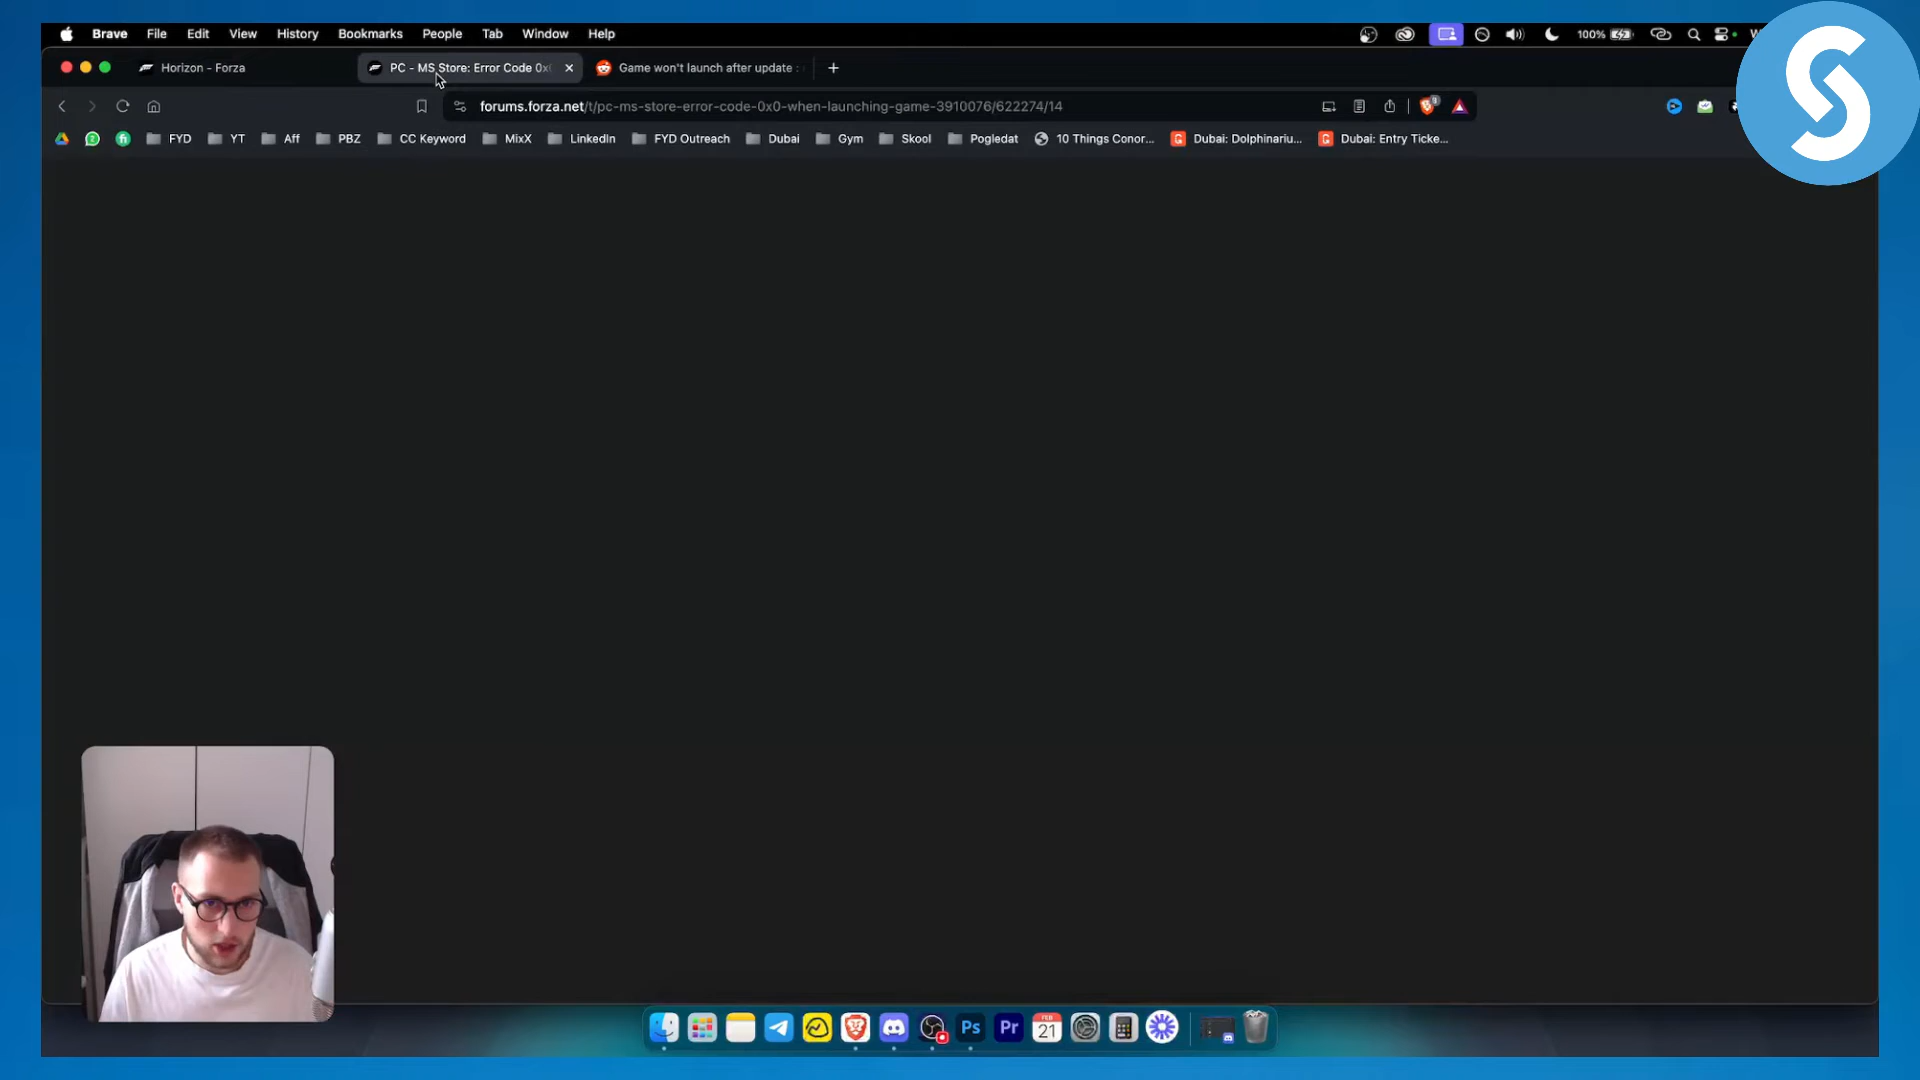 Brave File Edit View History Bookmarks People Tab Window Help 100%
Horizon - Forza PC - MS Store: Error Code 0x Game won't launch after update :
forums.forza.net/t/pc-ms-store-error-code-0x0-when-launching-game-3910076/622274/14
FYD YT Aff PBZ CC Keyword MixX LinkedIn FYD Outreach Dubai Gym Skool Pogledat 10 Things Conor... Dubai: Dolphinariu... Dubai: Entry Ticke...
Ps Pr FEB
21